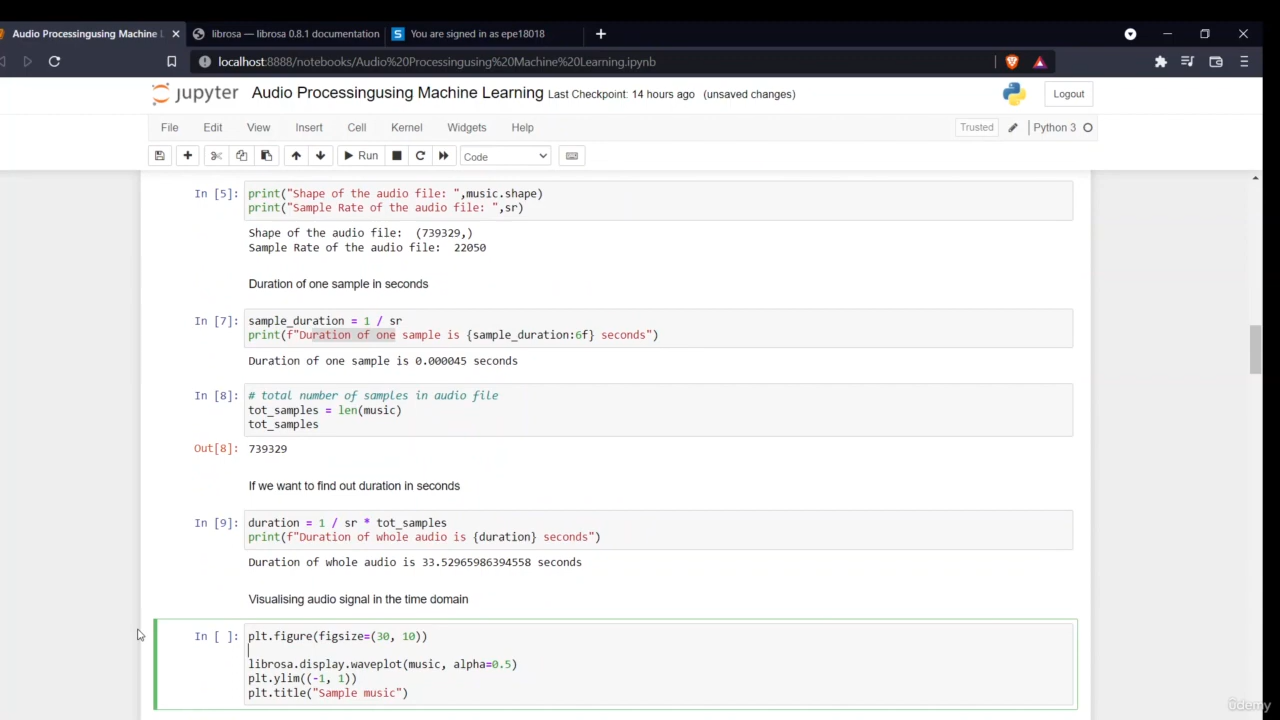 Audio Processingusing Machine L
librosa — librosa 0.8.1 documentation
S You are signed in as epe18018
localhost:8888/notebooks/Audio%20Processingusing%20Machine%20Learning.ipynb
jupyter Audio Processingusing Machine Learning Last Checkpoint: 14 hours ago (unsaved changes)
Logout
File Edit View Insert Cell Kernel Widgets Help
Trusted Python 3
Run Code
In [5]: print("Shape of the audio file: ",music.shape)
print("Sample Rate of the audio file: ",sr)
Shape of the audio file:  (739329,)
Sample Rate of the audio file:  22050
Duration of one sample in seconds
In [7]: sample_duration = 1 / sr
print(f"Duration of one sample is {sample_duration:6f} seconds")
Duration of one sample is 0.000045 seconds
In [8]: # total number of samples in audio file
tot_samples = len(music)
tot_samples
Out[8]: 739329
If we want to find out duration in seconds
In [9]: duration = 1 / sr * tot_samples
print(f"Duration of whole audio is {duration} seconds")
Duration of whole audio is 33.52965986394558 seconds
Visualising audio signal in the time domain
In [ ]: plt.figure(figsize=(30, 10))
librosa.display.waveplot(music, alpha=0.5)
plt.ylim((-1, 1))
plt.title("Sample music")
ûdemy